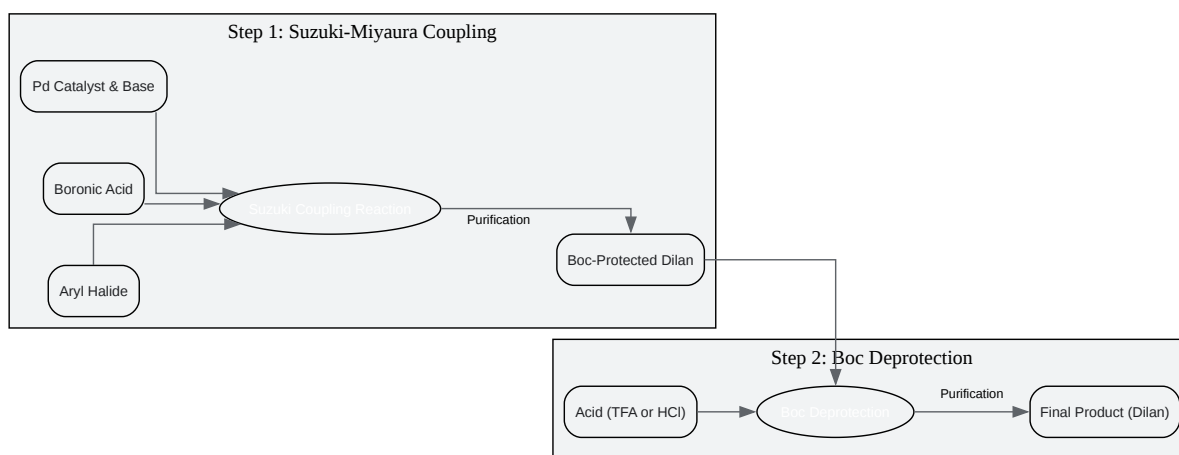 Step 1: Suzuki-Miyaura Coupling
Pd Catalyst & Base
Boronic Acid
Suzuki Coupling Reaction
Purification
Aryl Halide
Boc-Protected Dilan
Step 2: Boc Deprotection
Acid (TFA or HCl)
Boc Deprotection
Purification
Final Product (Dilan)